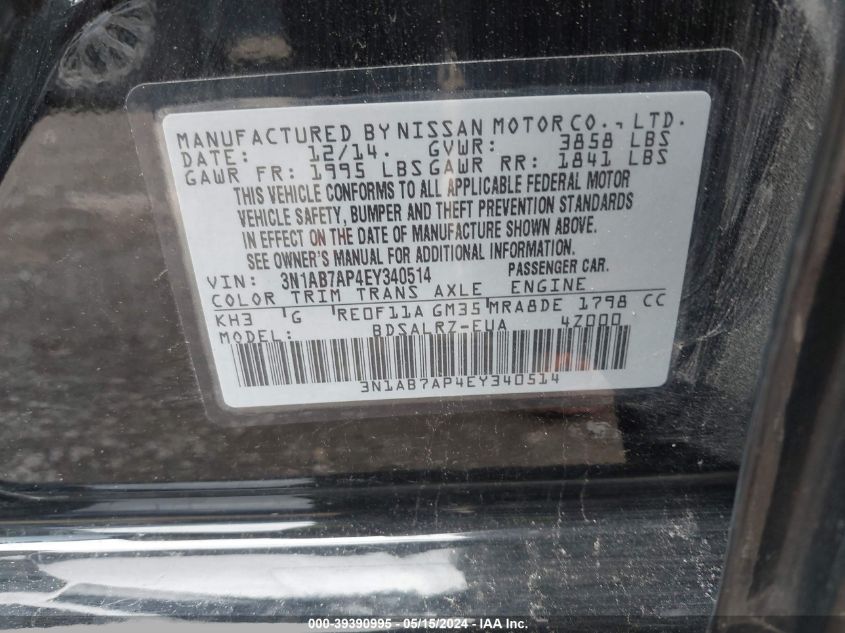 MANUFACTURED BY NISSAN MOTOR CO., LTD.
DATE: 12/14. GVWR: 3858 LBS
GAWR FR: 1995 LBS GAWR RR: 1841 LBS
THIS VEHICLE CONFORMS TO ALL APPLICABLE FEDERAL MOTOR
VEHICLE SAFETY, BUMPER AND THEFT PREVENTION STANDARDS
IN EFFECT ON THE DATE OF MANUFACTURE SHOWN ABOVE.
SEE OWNER'S MANUAL FOR ADDITIONAL INFORMATION.
VIN: 3N1AB7AP4EY340514 PASSENGER CAR.
COLOR TRIM TRANS AXLE ENGINE
KH3 G RE0F11A GM35 MRA8DE 1798 CC
MODEL: BDSALRZ-EUA 4Z000
3N1AB7AP4EY340514
000-39390995 - 05/15/2024 - IAA Inc.